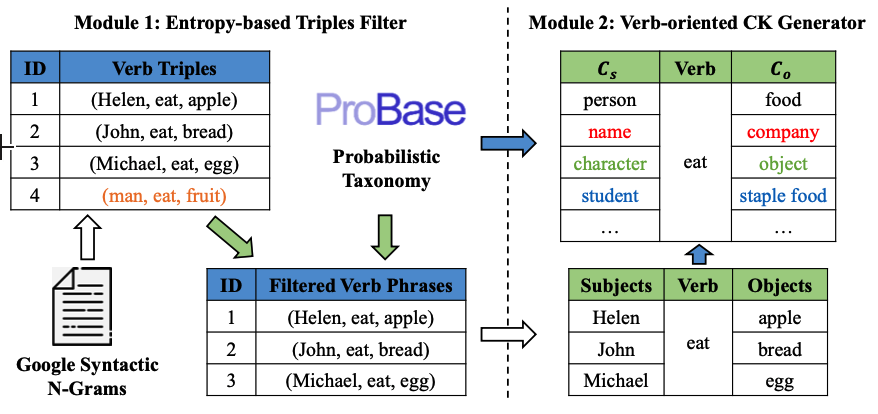 Module 1: Entropy-based Triples Filter
Module 2: Verb-oriented CK Generator
ID Verb Triples
1 (Helen, eat, apple)
2 (John, eat, bread)
3 (Michael, eat, egg)
4 (man, eat, fruit)
ProBase
Probabilistic
Taxonomy
Cs Verb Co
person food
name company
character object
eat
student staple food
... ...
Google Syntactic
N-Grams
ID Filtered Verb Phrases
1 (Helen, eat, apple)
2 (John, eat, bread)
3 (Michael, eat, egg)
Subjects Verb Objects
Helen apple
John eat bread
Michael egg